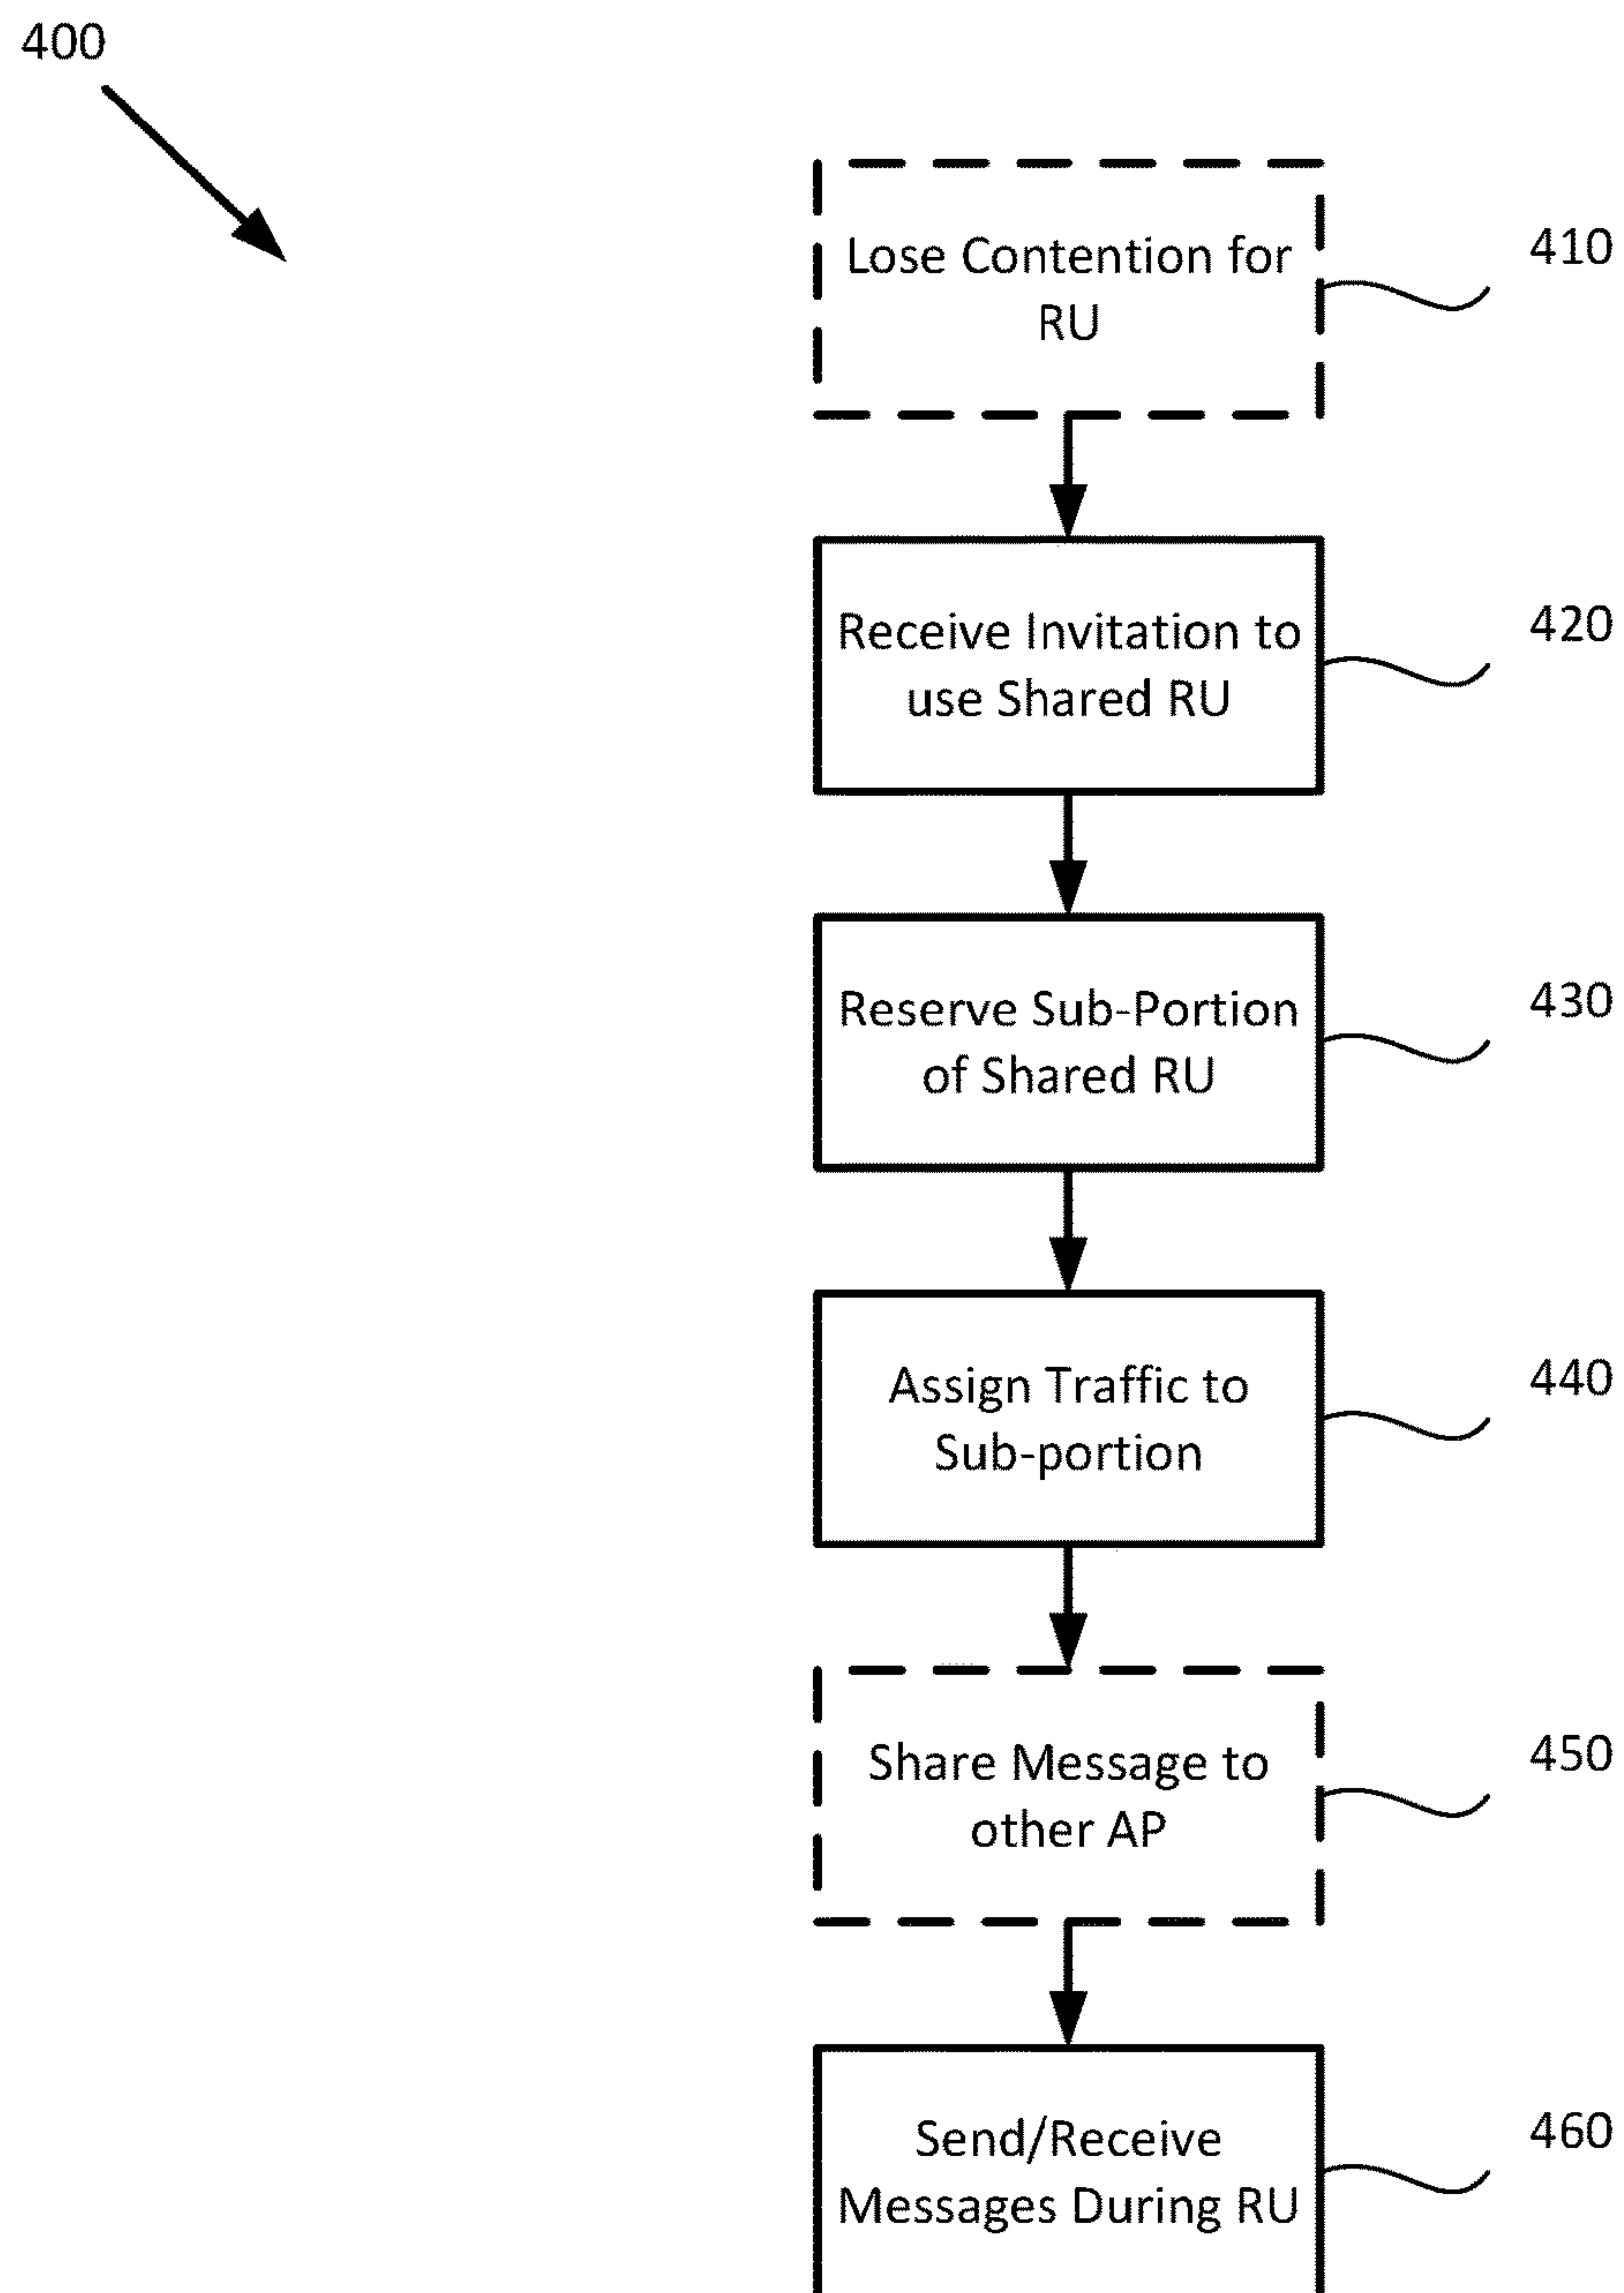 400
Lose Contention for
RU
410
Receive Invitation to
use Shared RU
420
Reserve Sub-Portion
of Shared RU
430
Assign Traffic to
Sub-portion
440
Share Message to
other AP
450
Send/Receive
Messages During RU
460